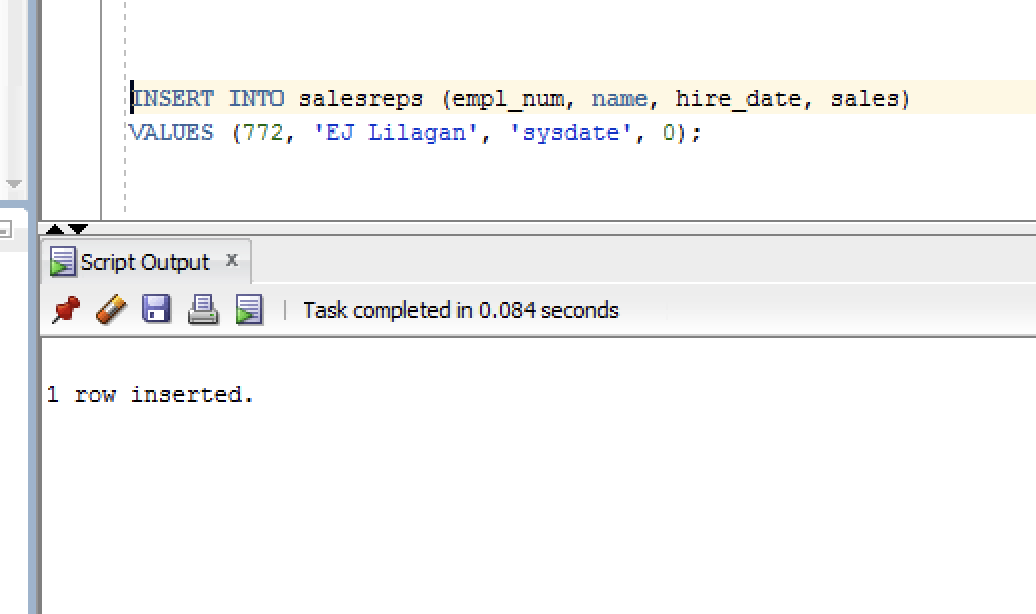 INSERT INTO salesreps (empl_num, name, hire_date, sales)
VALUES (772, 'EJ Lilagan', 'sysdate', 0);
Script Output x
Task completed in 0.084 seconds
1 row inserted.